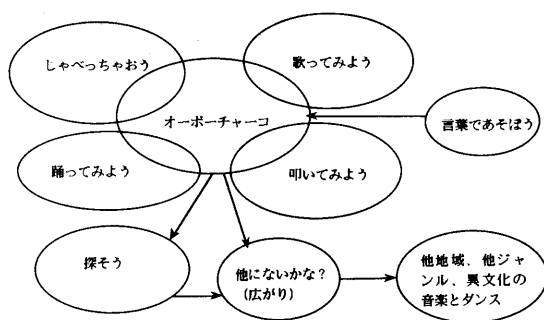 しゃべっちゃおう
歌ってみよう
オーボーチャーコ
言葉であそぼう
踊ってみよう
叩いてみよう
探そう
他にないかな？
（広がり）
他地域、他ジャ
ンル、異文化の
音楽とダンス